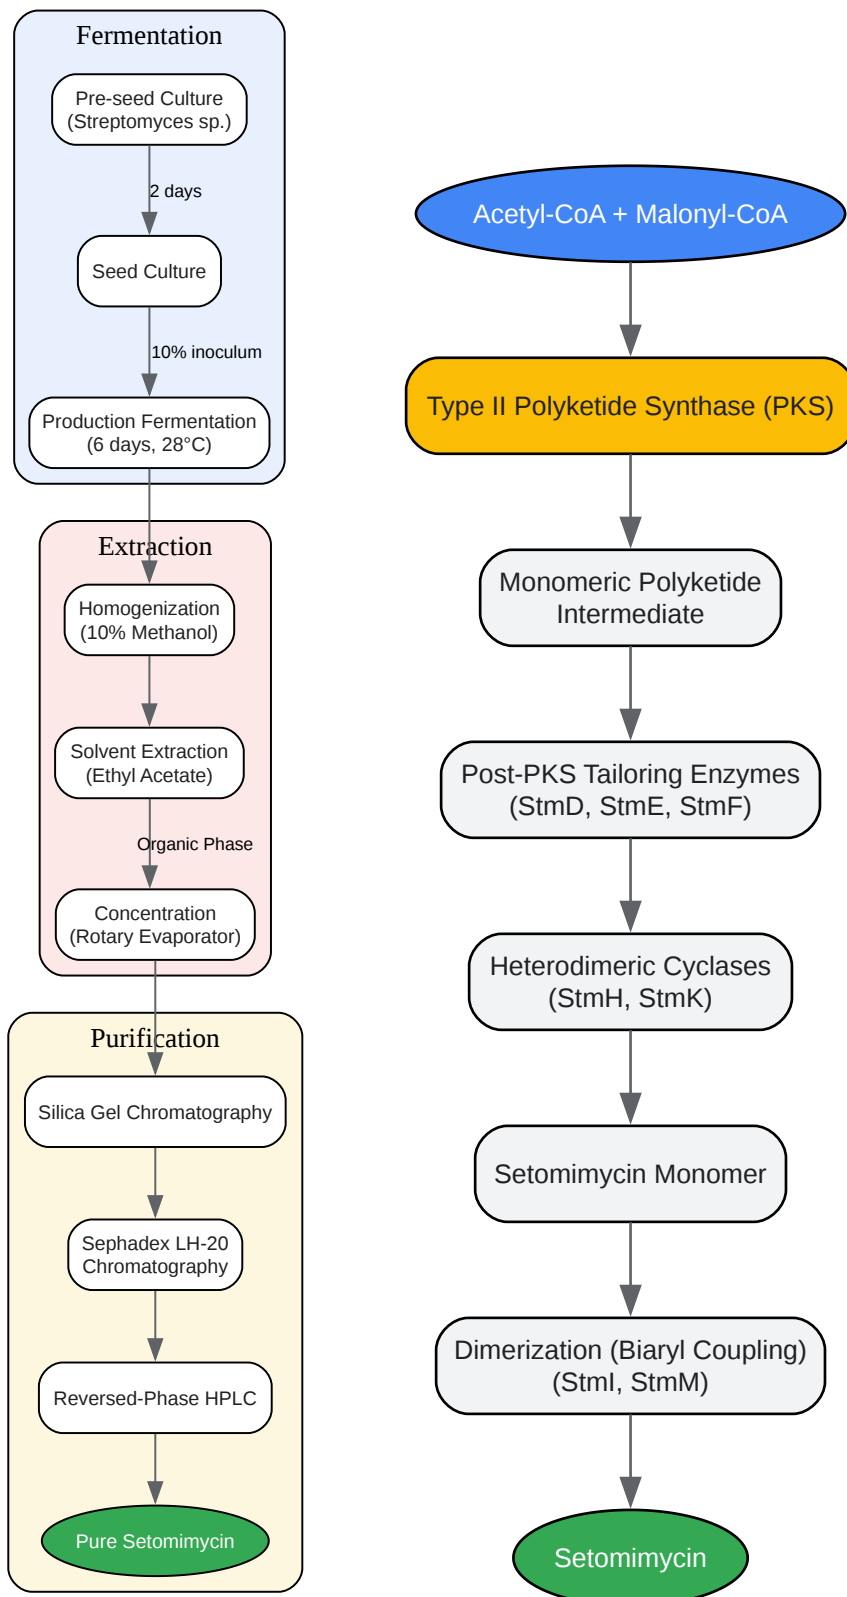 Fermentation
Pre-seed Culture
(Streptomyces sp.)
2 days
Seed Culture
10% inoculum
Production Fermentation
(6 days, 28°C)
Extraction
Homogenization
(10% Methanol)
Solvent Extraction
(Ethyl Acetate)
Organic Phase
Concentration
(Rotary Evaporator)
Purification
Silica Gel Chromatography
Sephadex LH-20
Chromatography
Reversed-Phase HPLC
Pure Setomimycin
Acetyl-CoA + Malonyl-CoA
Type II Polyketide Synthase (PKS)
Monomeric Polyketide
Intermediate
Post-PKS Tailoring Enzymes
(StmD, StmE, StmF)
Heterodimeric Cyclases
(StmH, StmK)
Setomimycin Monomer
Dimerization (Biaryl Coupling)
(StmI, StmM)
Setomimycin